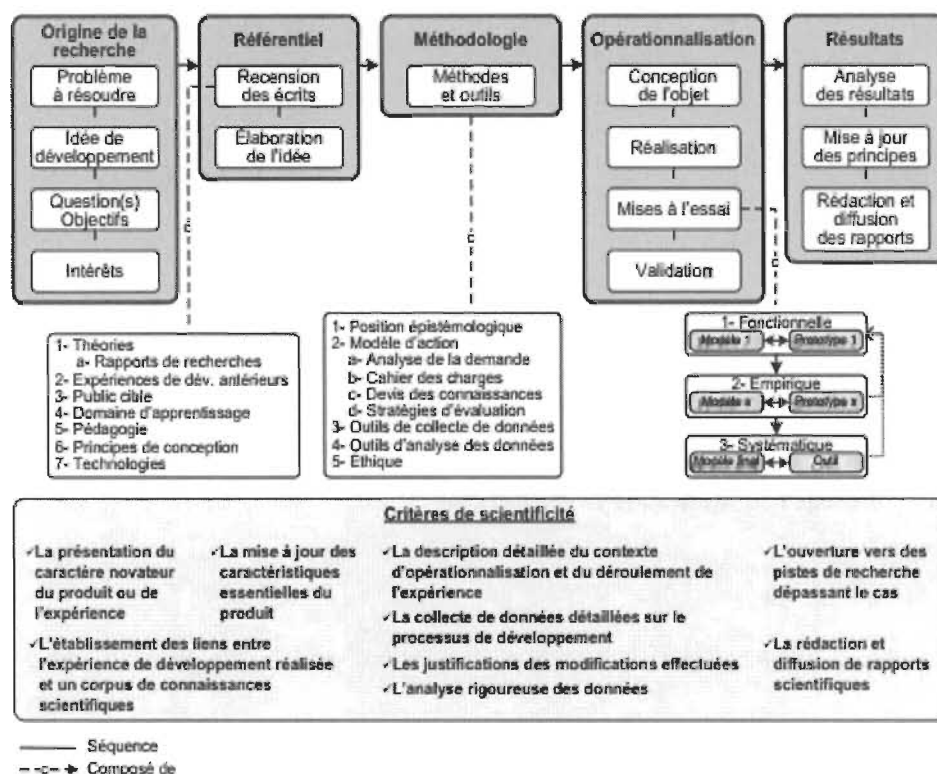 Origine de la
recherche
Problème
à résoudre
Idée de
développement
Question(s)
Objectifs
Intérêts
Référentiel
Recension
des écrits
Élaboration
de l'idée
Méthodologie
Méthodes
et outils
Opérationnalisation
Conception
de l'objet
Réalisation
Mises à l'essai
Validation
Résultats
Analyse
des résultats
Mise à jour
des principes
Rédaction et
diffusion
des rapports
c
c
c
1- Théories
a- Rapports de recherches
2- Expériences de dév. antérieurs
3- Public cible
4- Domaine d'apprentissage
5- Pédagogie
6- Principes de conception
7- Technologies
1- Position épistémologique
2- Modèle d'action
a- Analyse de la demande
b- Cahier des charges
c- Devis des connaissances
d- Stratégies d'évaluation
3- Outils de collecte de données
4- Outils d'analyse des données
5- Ethique
1- Fonctionnelle
Modèle 1 Prototype 1
2- Empirique
Modèle x Prototype x
3- Systématique
Modèle final Outil
Critères de scientificité
✓La présentation du
caractère novateur
du produit ou de
l'expérience
✓La mise à jour des
caractéristiques
essentielles du
produit
✓L'établissement des liens entre
l'expérience de développement réalisée
et un corpus de connaissances
scientifiques
✓La description détaillée du contexte
d'opérationnalisation et du déroulement de
l'expérience
✓La collecte de données détaillées sur le
processus de développement
✓Les justifications des modifications effectuées
✓L'analyse rigoureuse des données
✓L'ouverture vers des
pistes de recherche
dépassant le cas
✓La rédaction et
diffusion de rapports
scientifiques
Séquence
c Composé de